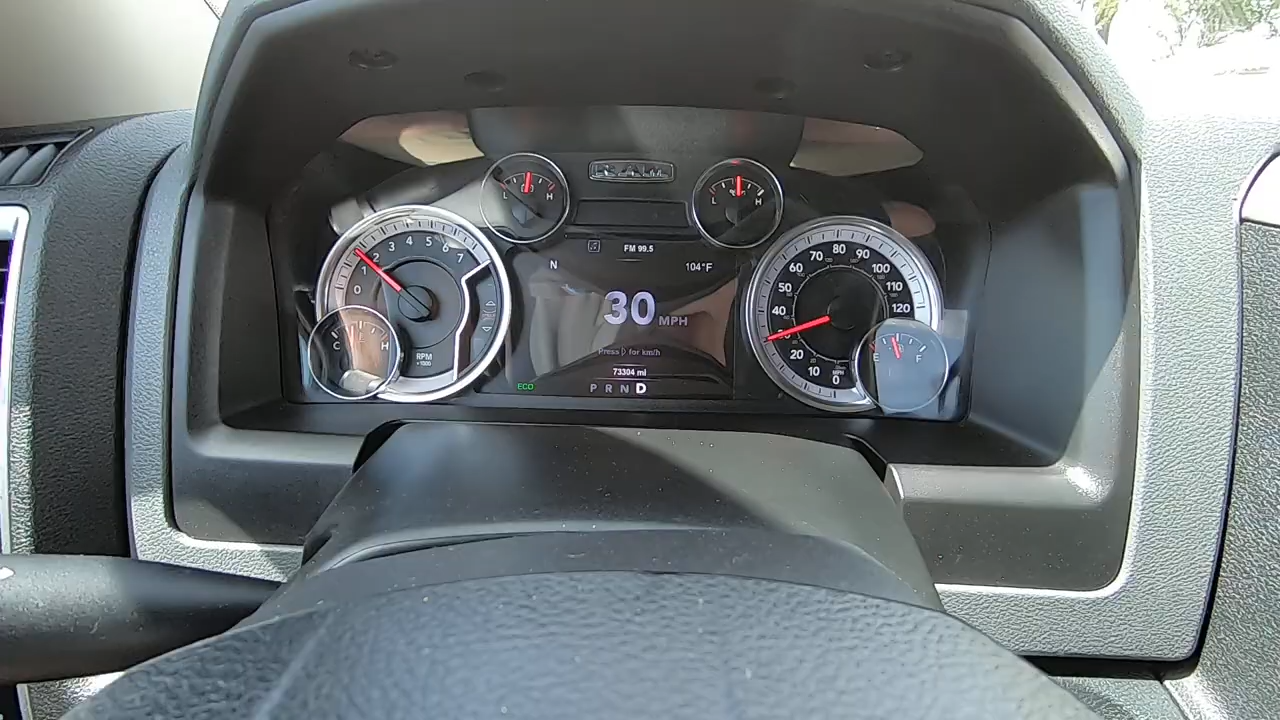 RAM
L H
L H
FM 99.5
N 104°F
30 MPH
Press ▷ for km/h
73304 mi
ECO
P R N D
0 1 2 3 4 5 6 7
RPM
x1000
C H
0 10 20 40 50 60 70 80 90 100 110 120
MPH
E F